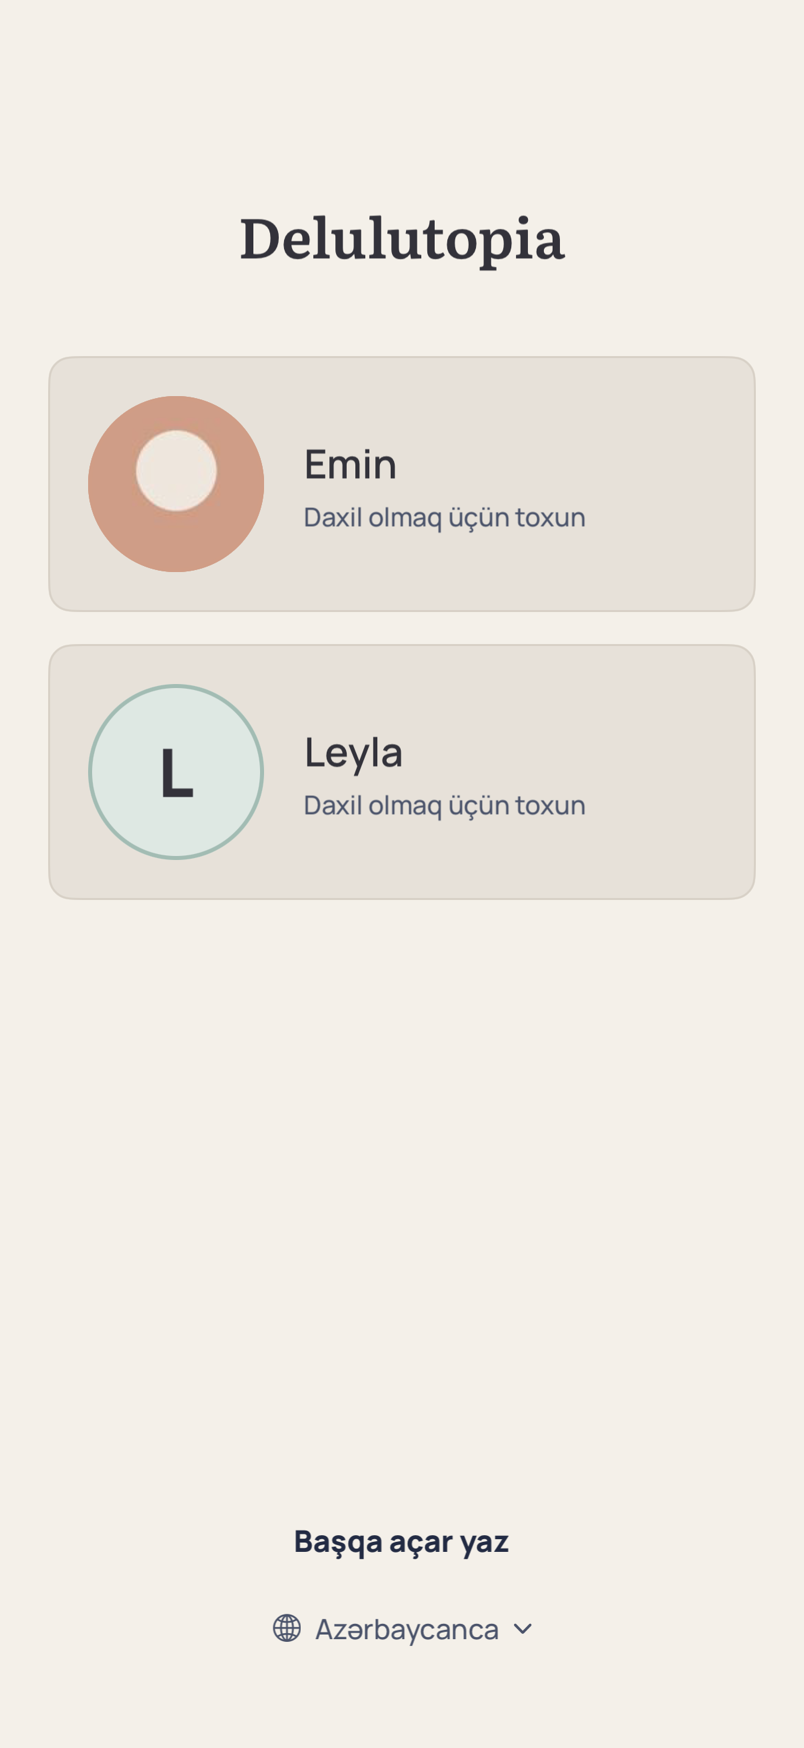 Delulutopia
Emin
Daxil olmaq üçün toxun
L
Leyla
Daxil olmaq üçün toxun
Başqa açar yaz
Azərbaycanca